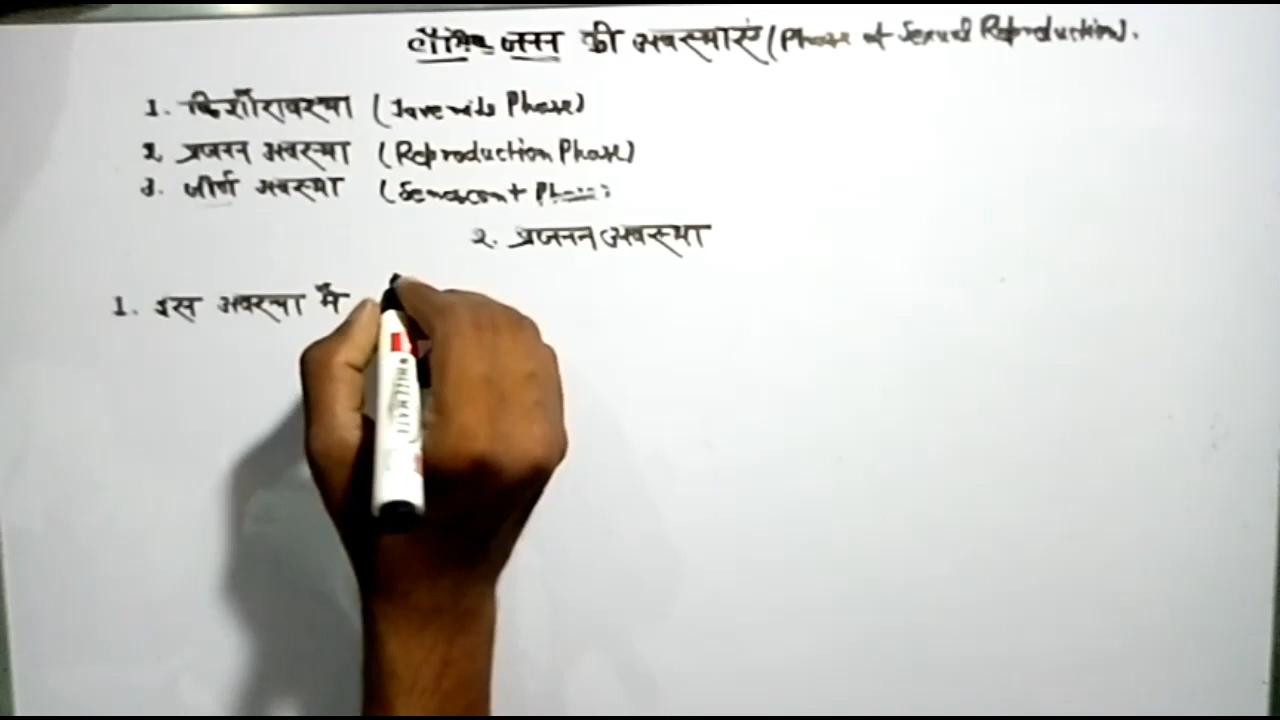 लैंगिक जनन की अवस्थाएं (Phase of Sexual Reproduction).
1. किशोरावस्था (Juvenile Phase)
2. प्रजनन अवस्था (Reproduction Phase)
3. जीर्ण अवस्था (
2. प्रजनन अवस्था
1. इस अवस्था में